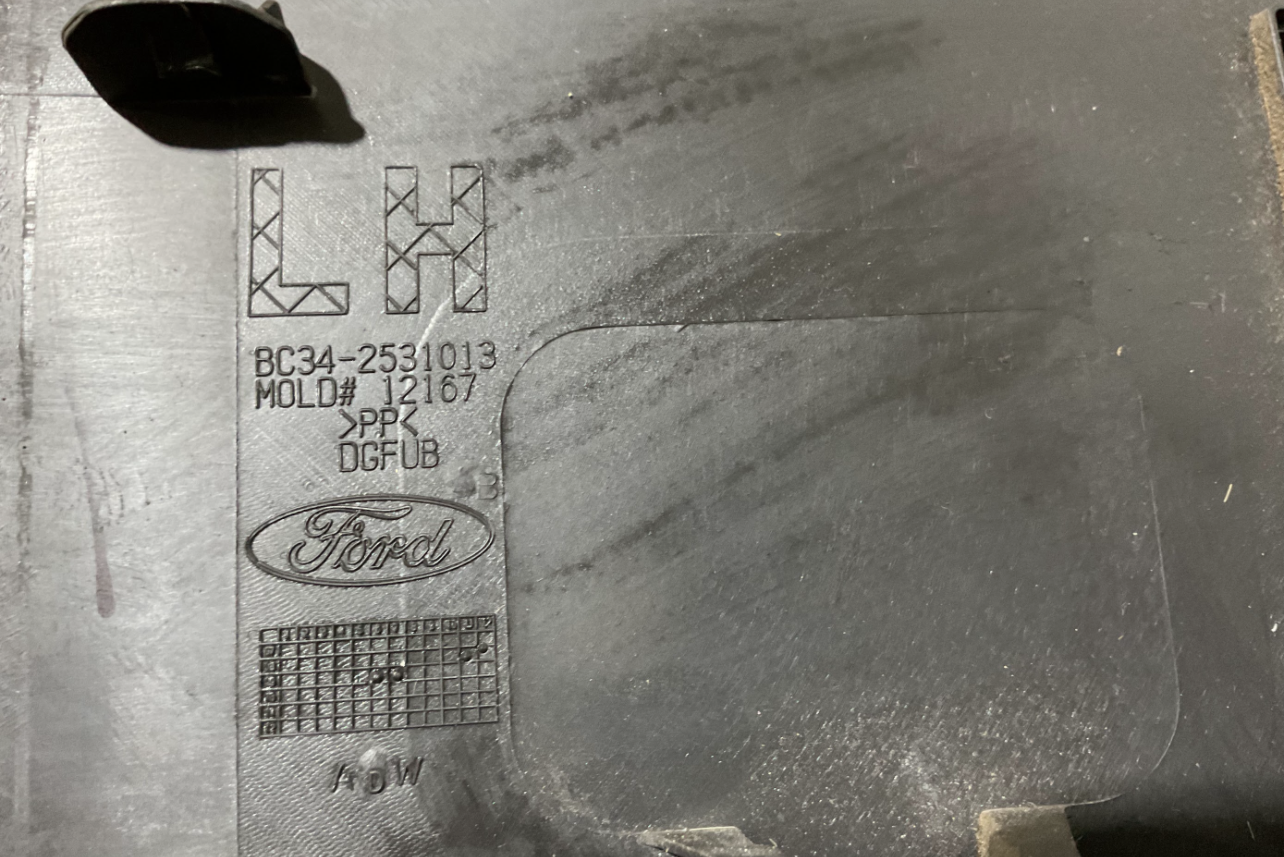 LH
BC34-2531013
MOLD# 12167
>PP<
DGFUB
B
Ford